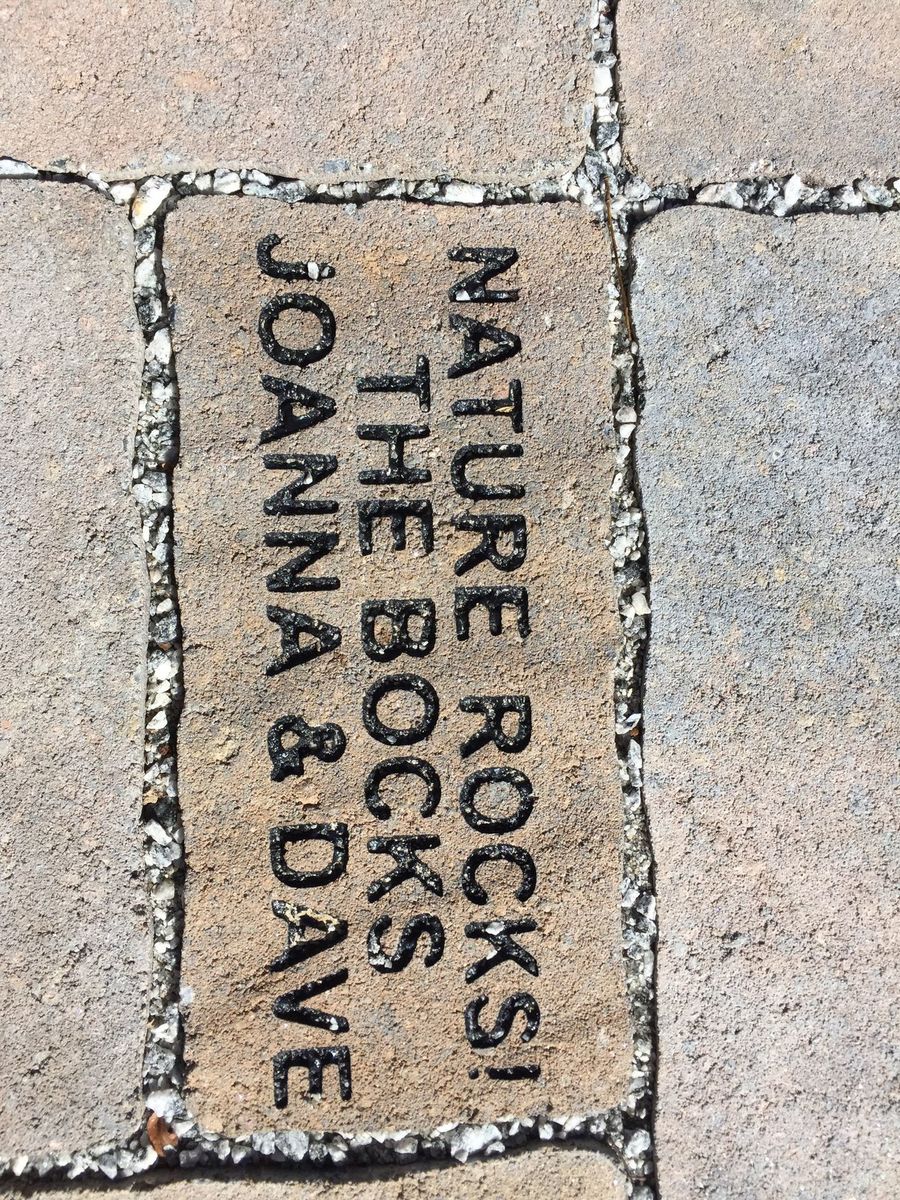 NATURE ROCKS!
THE BOCKS
JOANNA & DAVE